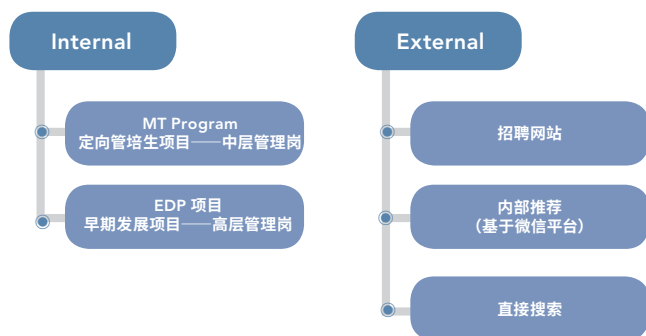 Internal
MT Program
定向管培生项目——中层管理岗
EDP 项目
早期发展项目——高层管理岗
External
招聘网站
内部推荐
（基于微信平台）
直接搜索